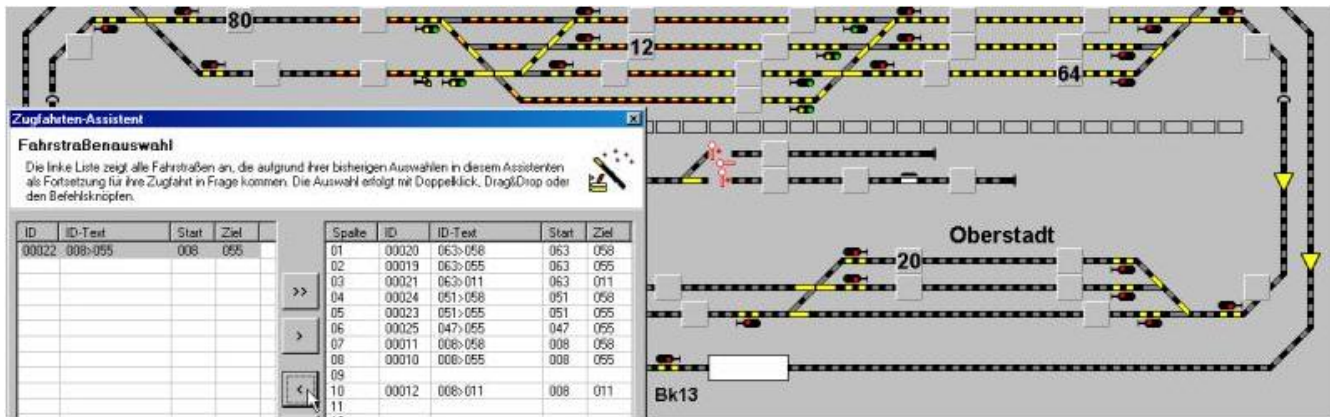 80
12
64
Zugfahrten-Assistent
Fahrstraßenauswahl
Die linke Liste zeigt alle Fahrstraßen an, die aufgrund ihrer bisherigen Auswahlen in diesem Assistenten
als Fortsetzung für ihre Zugfahrt in Frage kommen. Die Auswahl erfolgt mit Doppelklick, Drag&Drop oder
den Befehlsknöpfen.
ID ID-Text Start Ziel
00022 008>055 008 055
>>
>
<
Spalte ID ID-Text Start Ziel
01 00020 063>058 063 058
02 00019 063>055 063 055
03 00021 063>011 063 011
04 00024 051>058 051 058
05 00023 051>055 051 055
06 00025 047>055 047 055
07 00011 008>058 008 058
08 00010 008>055 008 055
09
10 00012 008>011 008 011
11
Oberstadt
20
Bk13